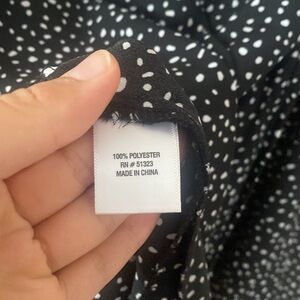 100% POLYESTER
RN # 51323
MADE IN CHINA